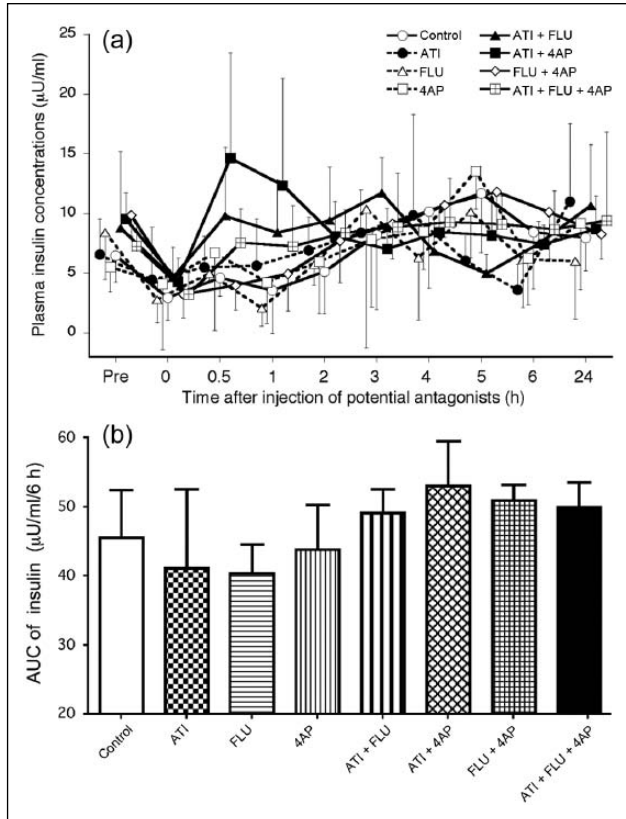 (a)
Plasma insulin concentrations (μU/ml)
25
20
15
10
5
0
Control
ATI
FLU
4AP
ATI + FLU
ATI + 4AP
FLU + 4AP
ATI + FLU + 4AP
Pre 0 0.5 1 2 3 4 5 6 24
Time after injection of potential antagonists (h)
(b)
AUC of insulin (μU/ml/6 h)
60
50
40
30
20
Control ATI FLU 4AP ATI + FLU ATI + 4AP FLU + 4AP ATI + FLU + 4AP